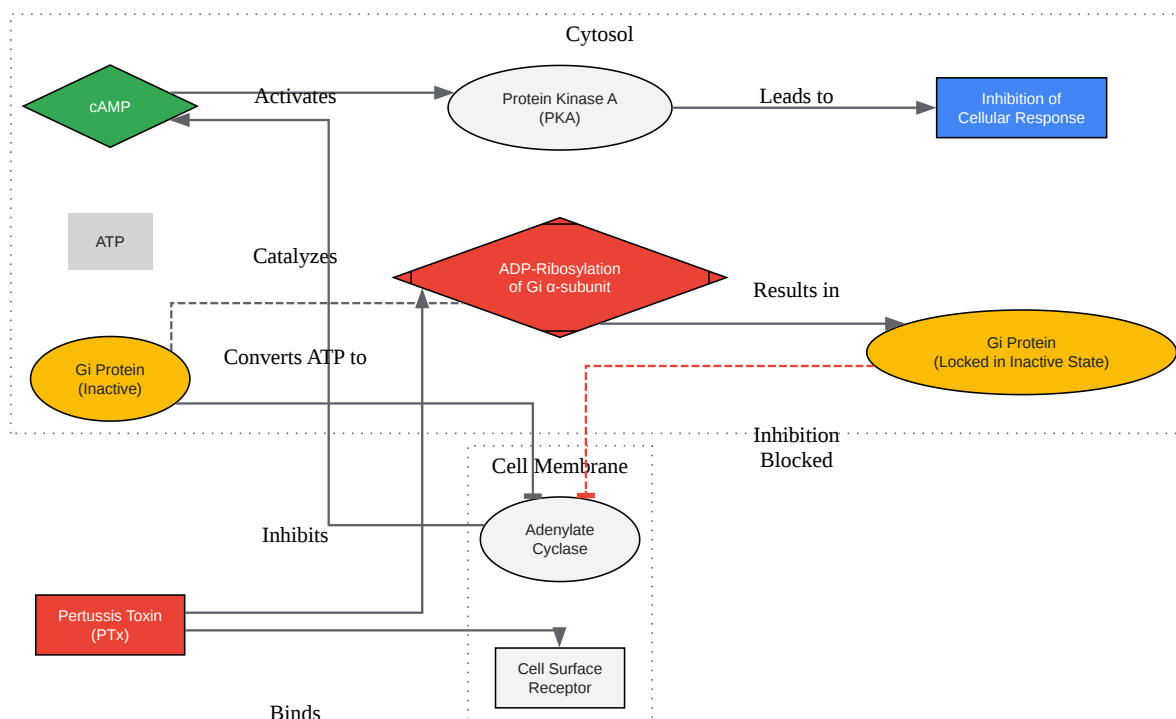 Cytosol
cAMP
Activates
Protein Kinase A
(PKA)
Leads to
Inhibition of
Cellular Response
ATP
Catalyzes
ADP-Ribosylation
of Gi α-subunit
Results in
Gi Protein
(Inactive)
Converts ATP to
Gi Protein
(Locked in Inactive State)
Inhibition
Blocked
Cell Membrane
Inhibits
Adenylate
Cyclase
Pertussis Toxin
(PTx)
Cell Surface
Receptor
Binds